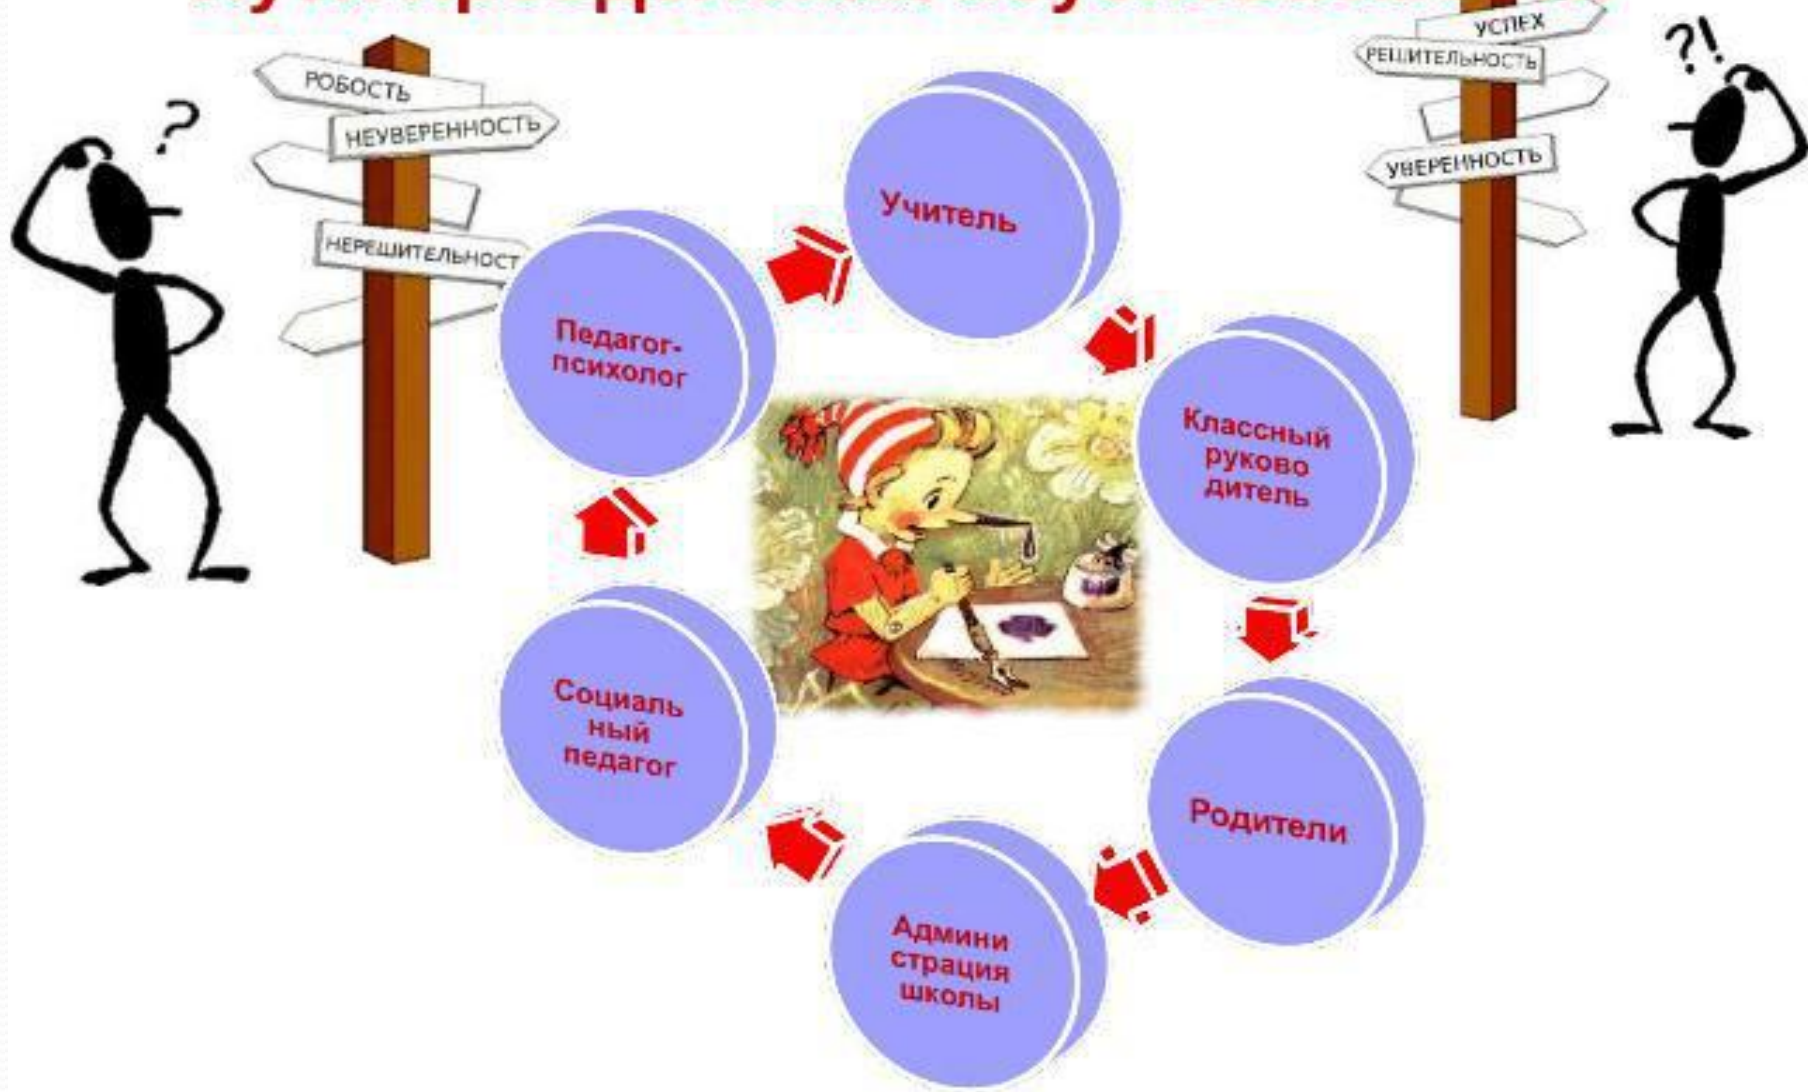 РОБОСТЬ
НЕУВЕРЕННОСТЬ
НЕРЕШИТЕЛЬНОСТ
?
УСПЕХ
РЕШИТЕЛЬНОСТЬ
УВЕРЕННОСТЬ
?!
Учитель
Классный
руково
дитель
Родители
Админи
страция
школы
Социаль
ный
педагог
Педагог-
психолог